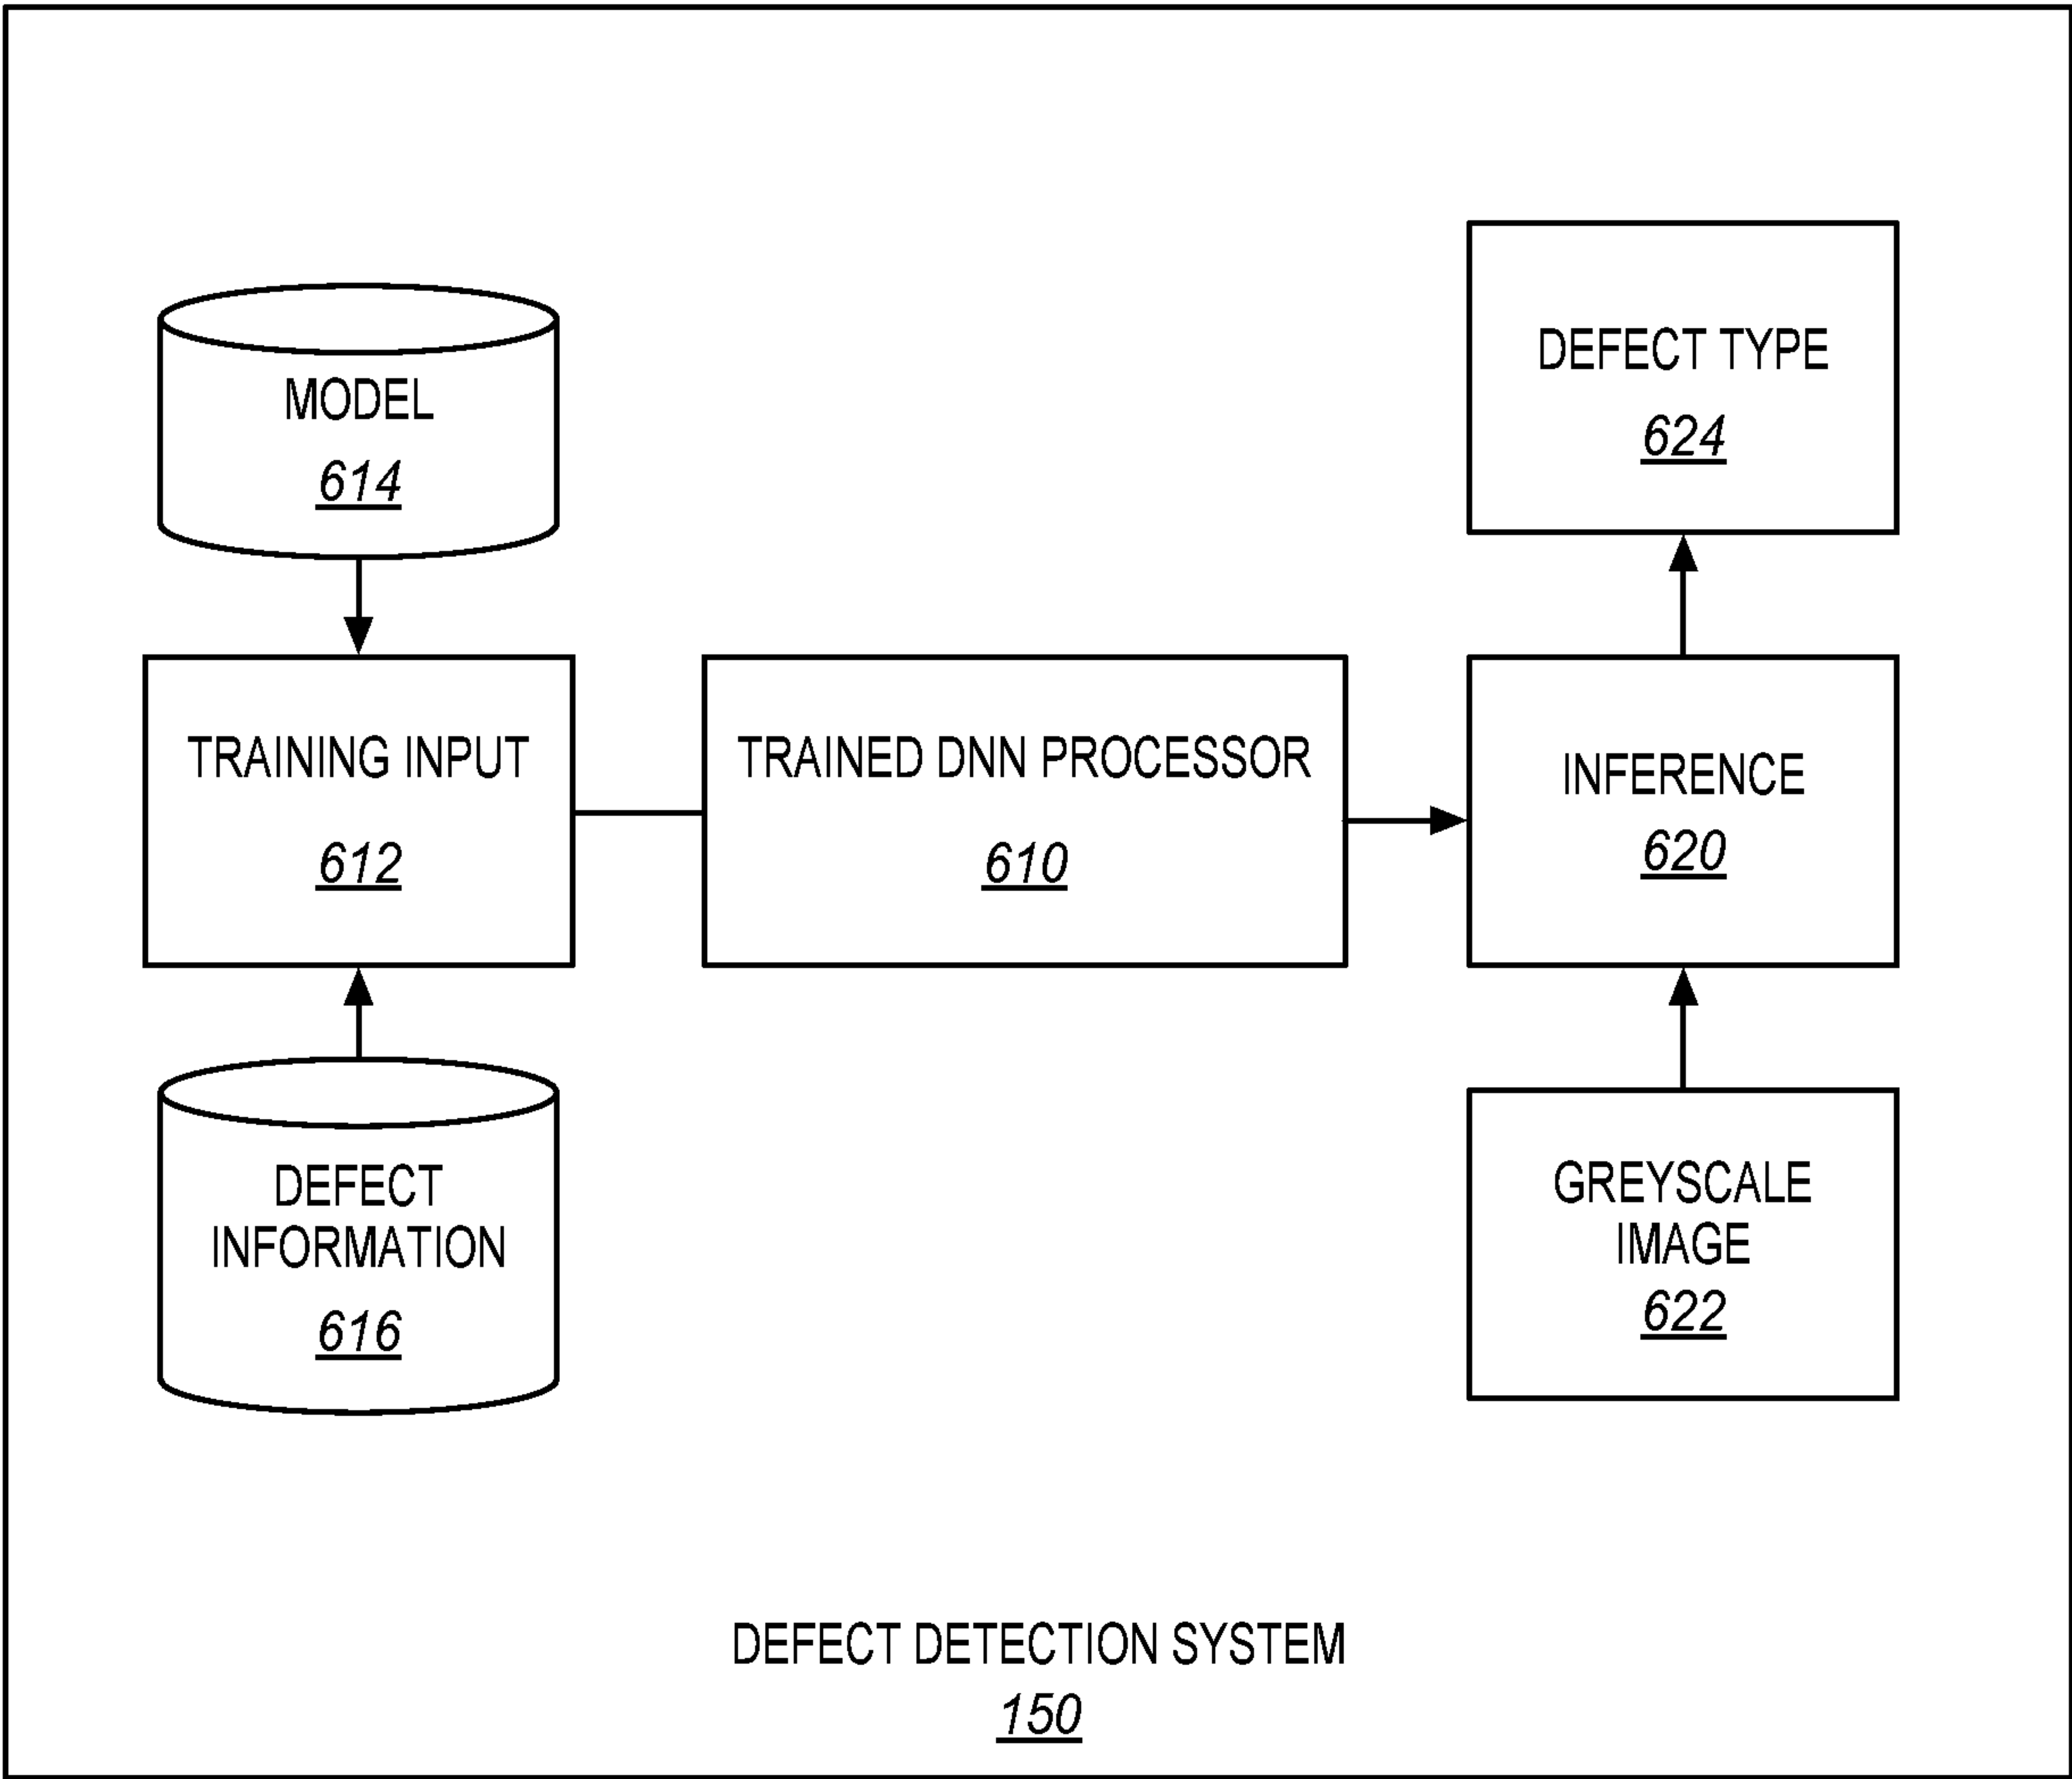 MODEL
614
TRAINING INPUT
612
DEFECT
INFORMATION
616
TRAINED DNN PROCESSOR
610
DEFECT TYPE
624
INFERENCE
620
GREYSCALE
IMAGE
622
DEFECT DETECTION SYSTEM
150